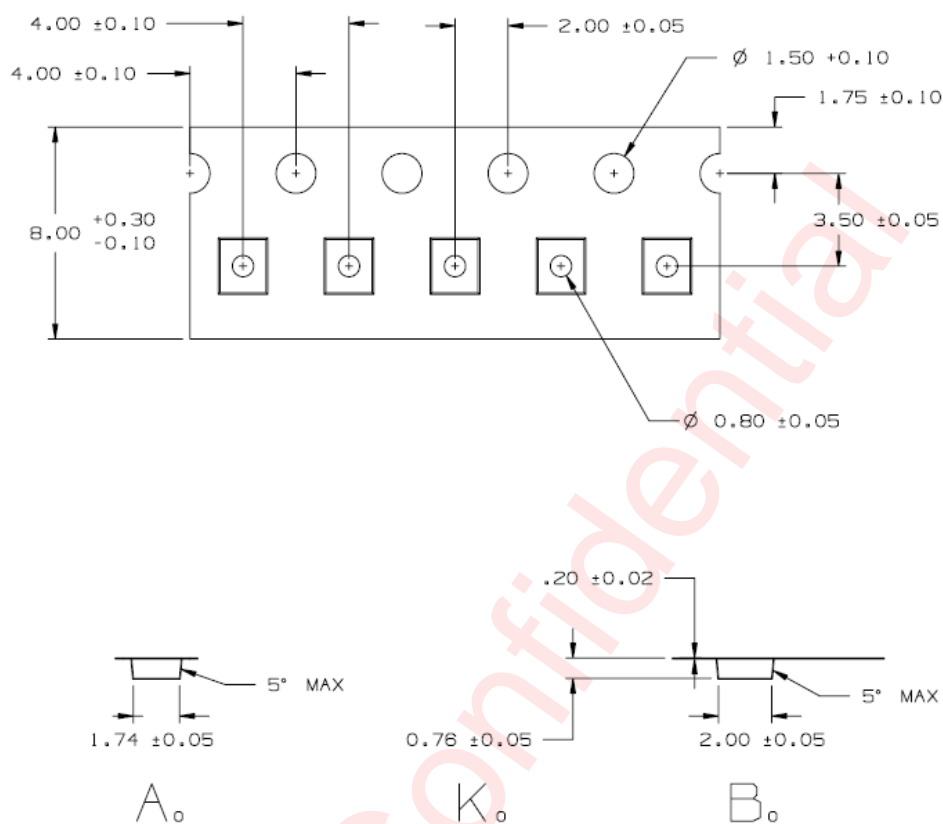 4.00 ±0.10
2.00 ±0.05
Ø 1.50 +0.10
4.00 ±0.10
1.75 ±0.10
8.00 +0.30
-0.10
3.50 ±0.05
Ø 0.80 ±0.05
.20 ±0.02
5° MAX
5° MAX
1.74 ±0.05
0.76 ±0.05
2.00 ±0.05
Ao
Ko
Bo
Confidential